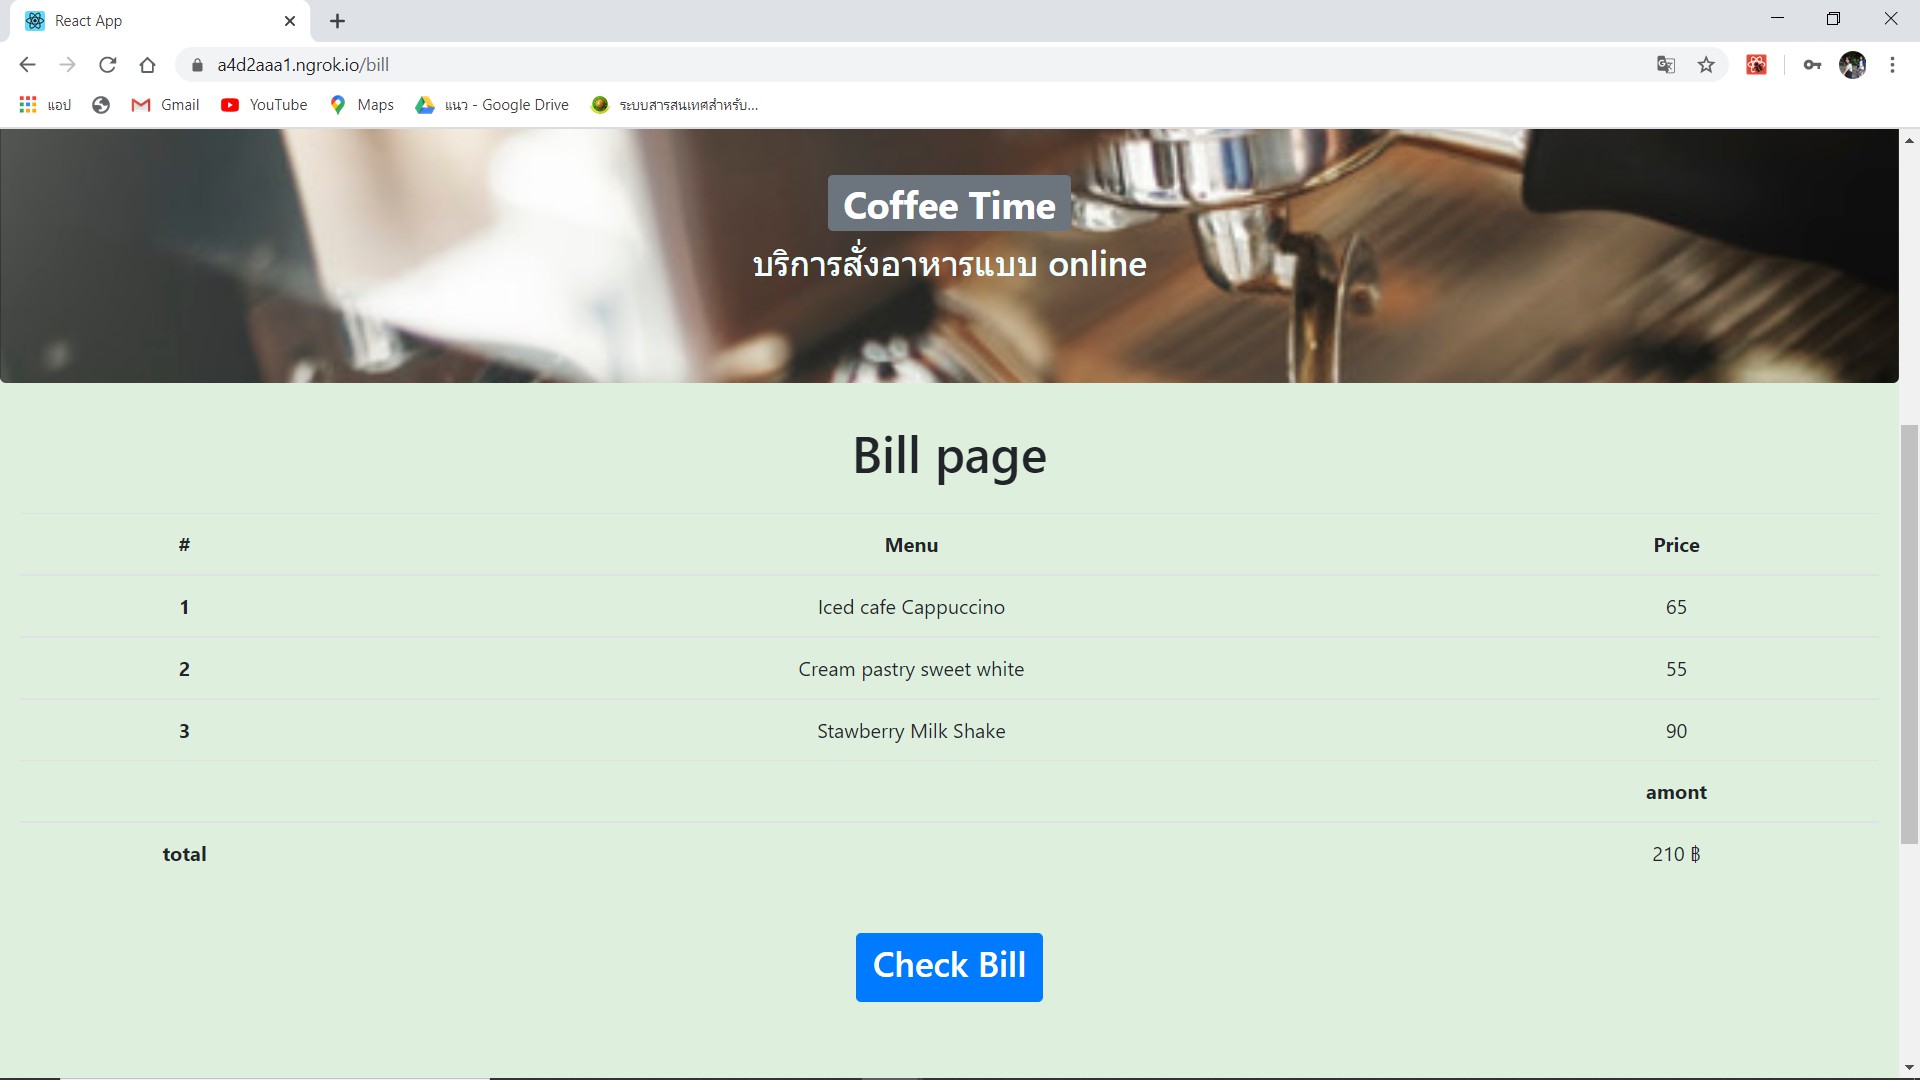 React App
a4d2aaa1.ngrok.io/bill
แอป Gmail YouTube Maps แนว - Google Drive ระบบสารสนเทศสำหรับ...
Coffee Time
บริการสั่งอาหารแบบ online
Bill page
# Menu Price
1 Iced cafe Cappuccino 65
2 Cream pastry sweet white 55
3 Stawberry Milk Shake 90
amont
total 210 ฿
Check Bill